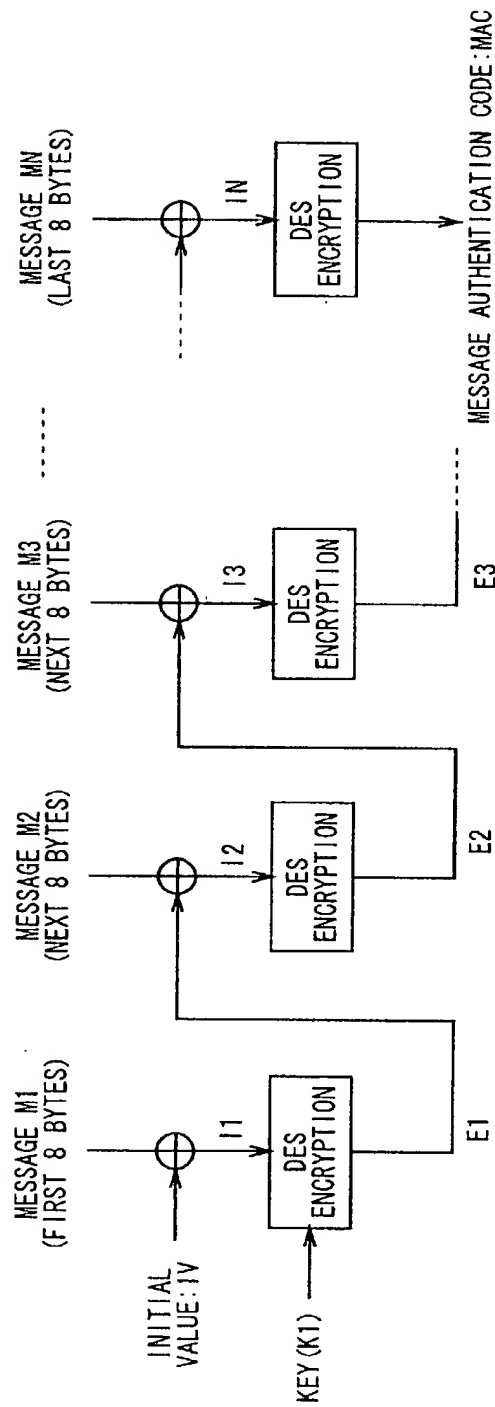 MESSAGE M1
(FIRST 8 BYTES)
MESSAGE M2
(NEXT 8 BYTES)
MESSAGE M3
(NEXT 8 BYTES)
MESSAGE MN
(LAST 8 BYTES)
INITIAL
VALUE:IV
I1
I2
I3
IN
KEY(K1)
DES
ENCRYPTION
DES
ENCRYPTION
DES
ENCRYPTION
DES
ENCRYPTION
E1
E2
E3
MESSAGE AUTHENTICATION CODE:MAC